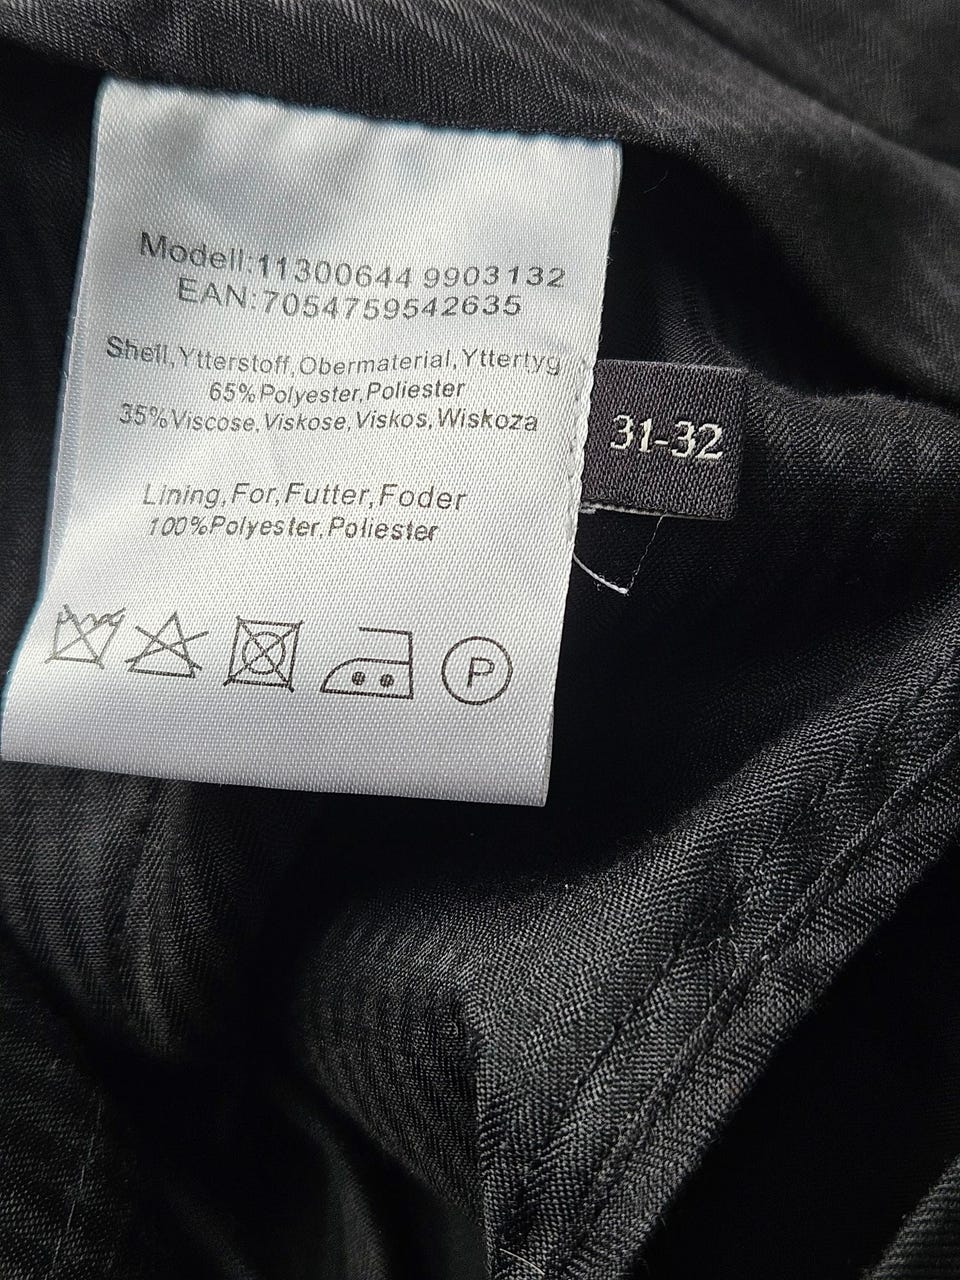 Modell:11300644 9903132
EAN:7054759542635
Shell,Ytterstoff,Obermaterial,Yttertyg
65%Polyester,Poliester
35%Viscose,Viskose,Viskos,Wiskoza
31-32
Lining,For,Futter,Foder
100%Polyester,Poliester
P